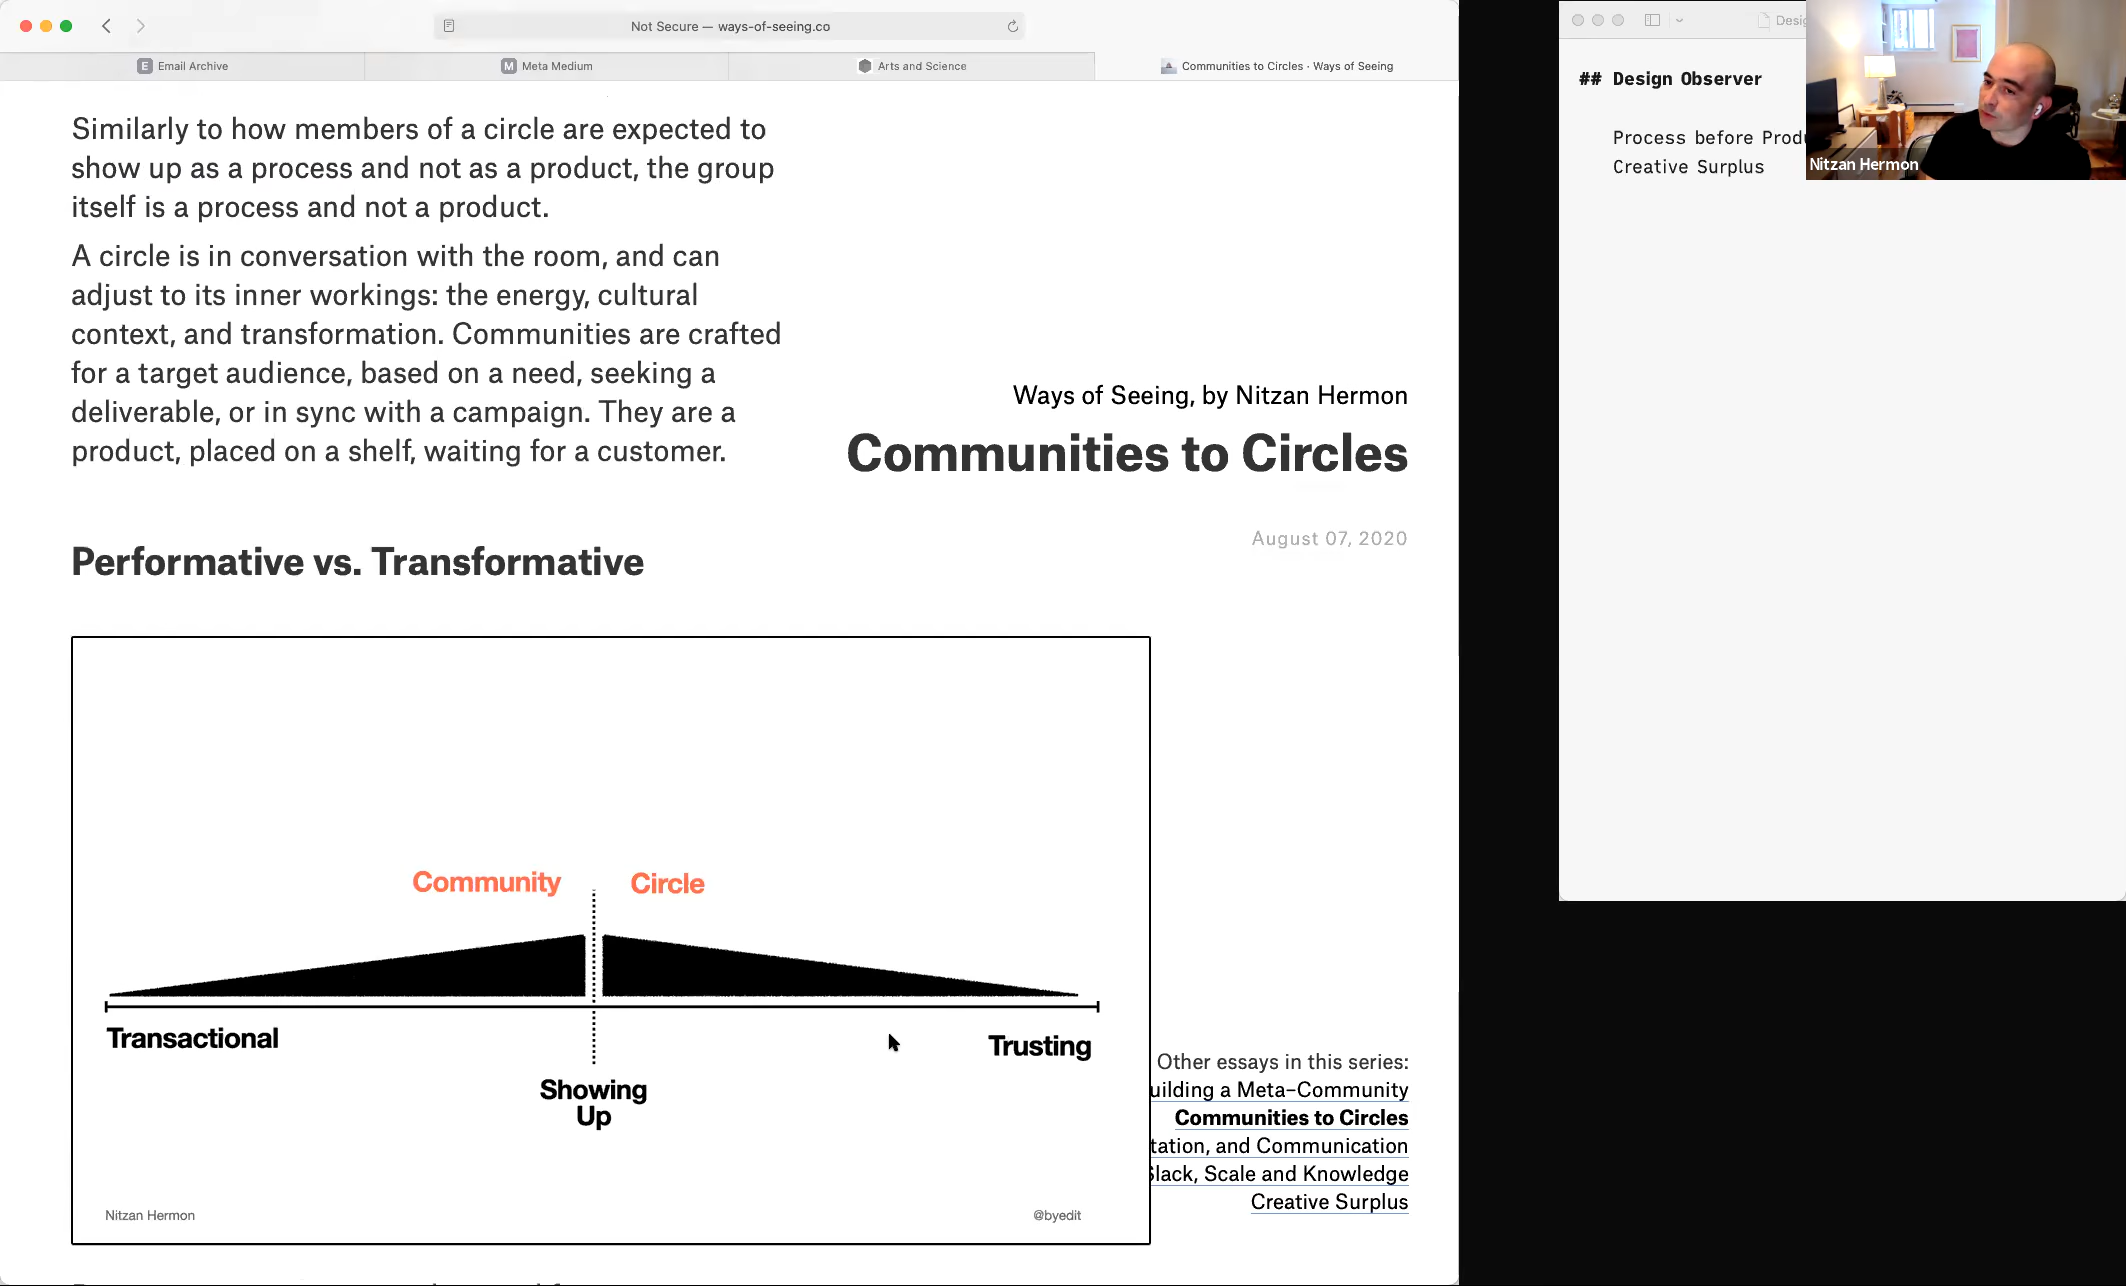 Not Secure — ways-of-seeing.co
E Email Archive
M Meta Medium
Arts and Science
Communities to Circles · Ways of Seeing
Similarly to how members of a circle are expected to
show up as a process and not as a product, the group
itself is a process and not a product.
A circle is in conversation with the room, and can
adjust to its inner workings: the energy, cultural
context, and transformation. Communities are crafted
for a target audience, based on a need, seeking a
deliverable, or in sync with a campaign. They are a
product, placed on a shelf, waiting for a customer.
Ways of Seeing, by Nitzan Hermon
Communities to Circles
August 07, 2020
Performative vs. Transformative
Community
Circle
Transactional
Trusting
Showing
Up
Nitzan Hermon
@byedit
Other essays in this series:
uilding a Meta-Community
Communities to Circles
tation, and Communication
Slack, Scale and Knowledge
Creative Surplus
Desig
## Design Observer
Process before Produ
Creative Surplus
Nitzan Hermon